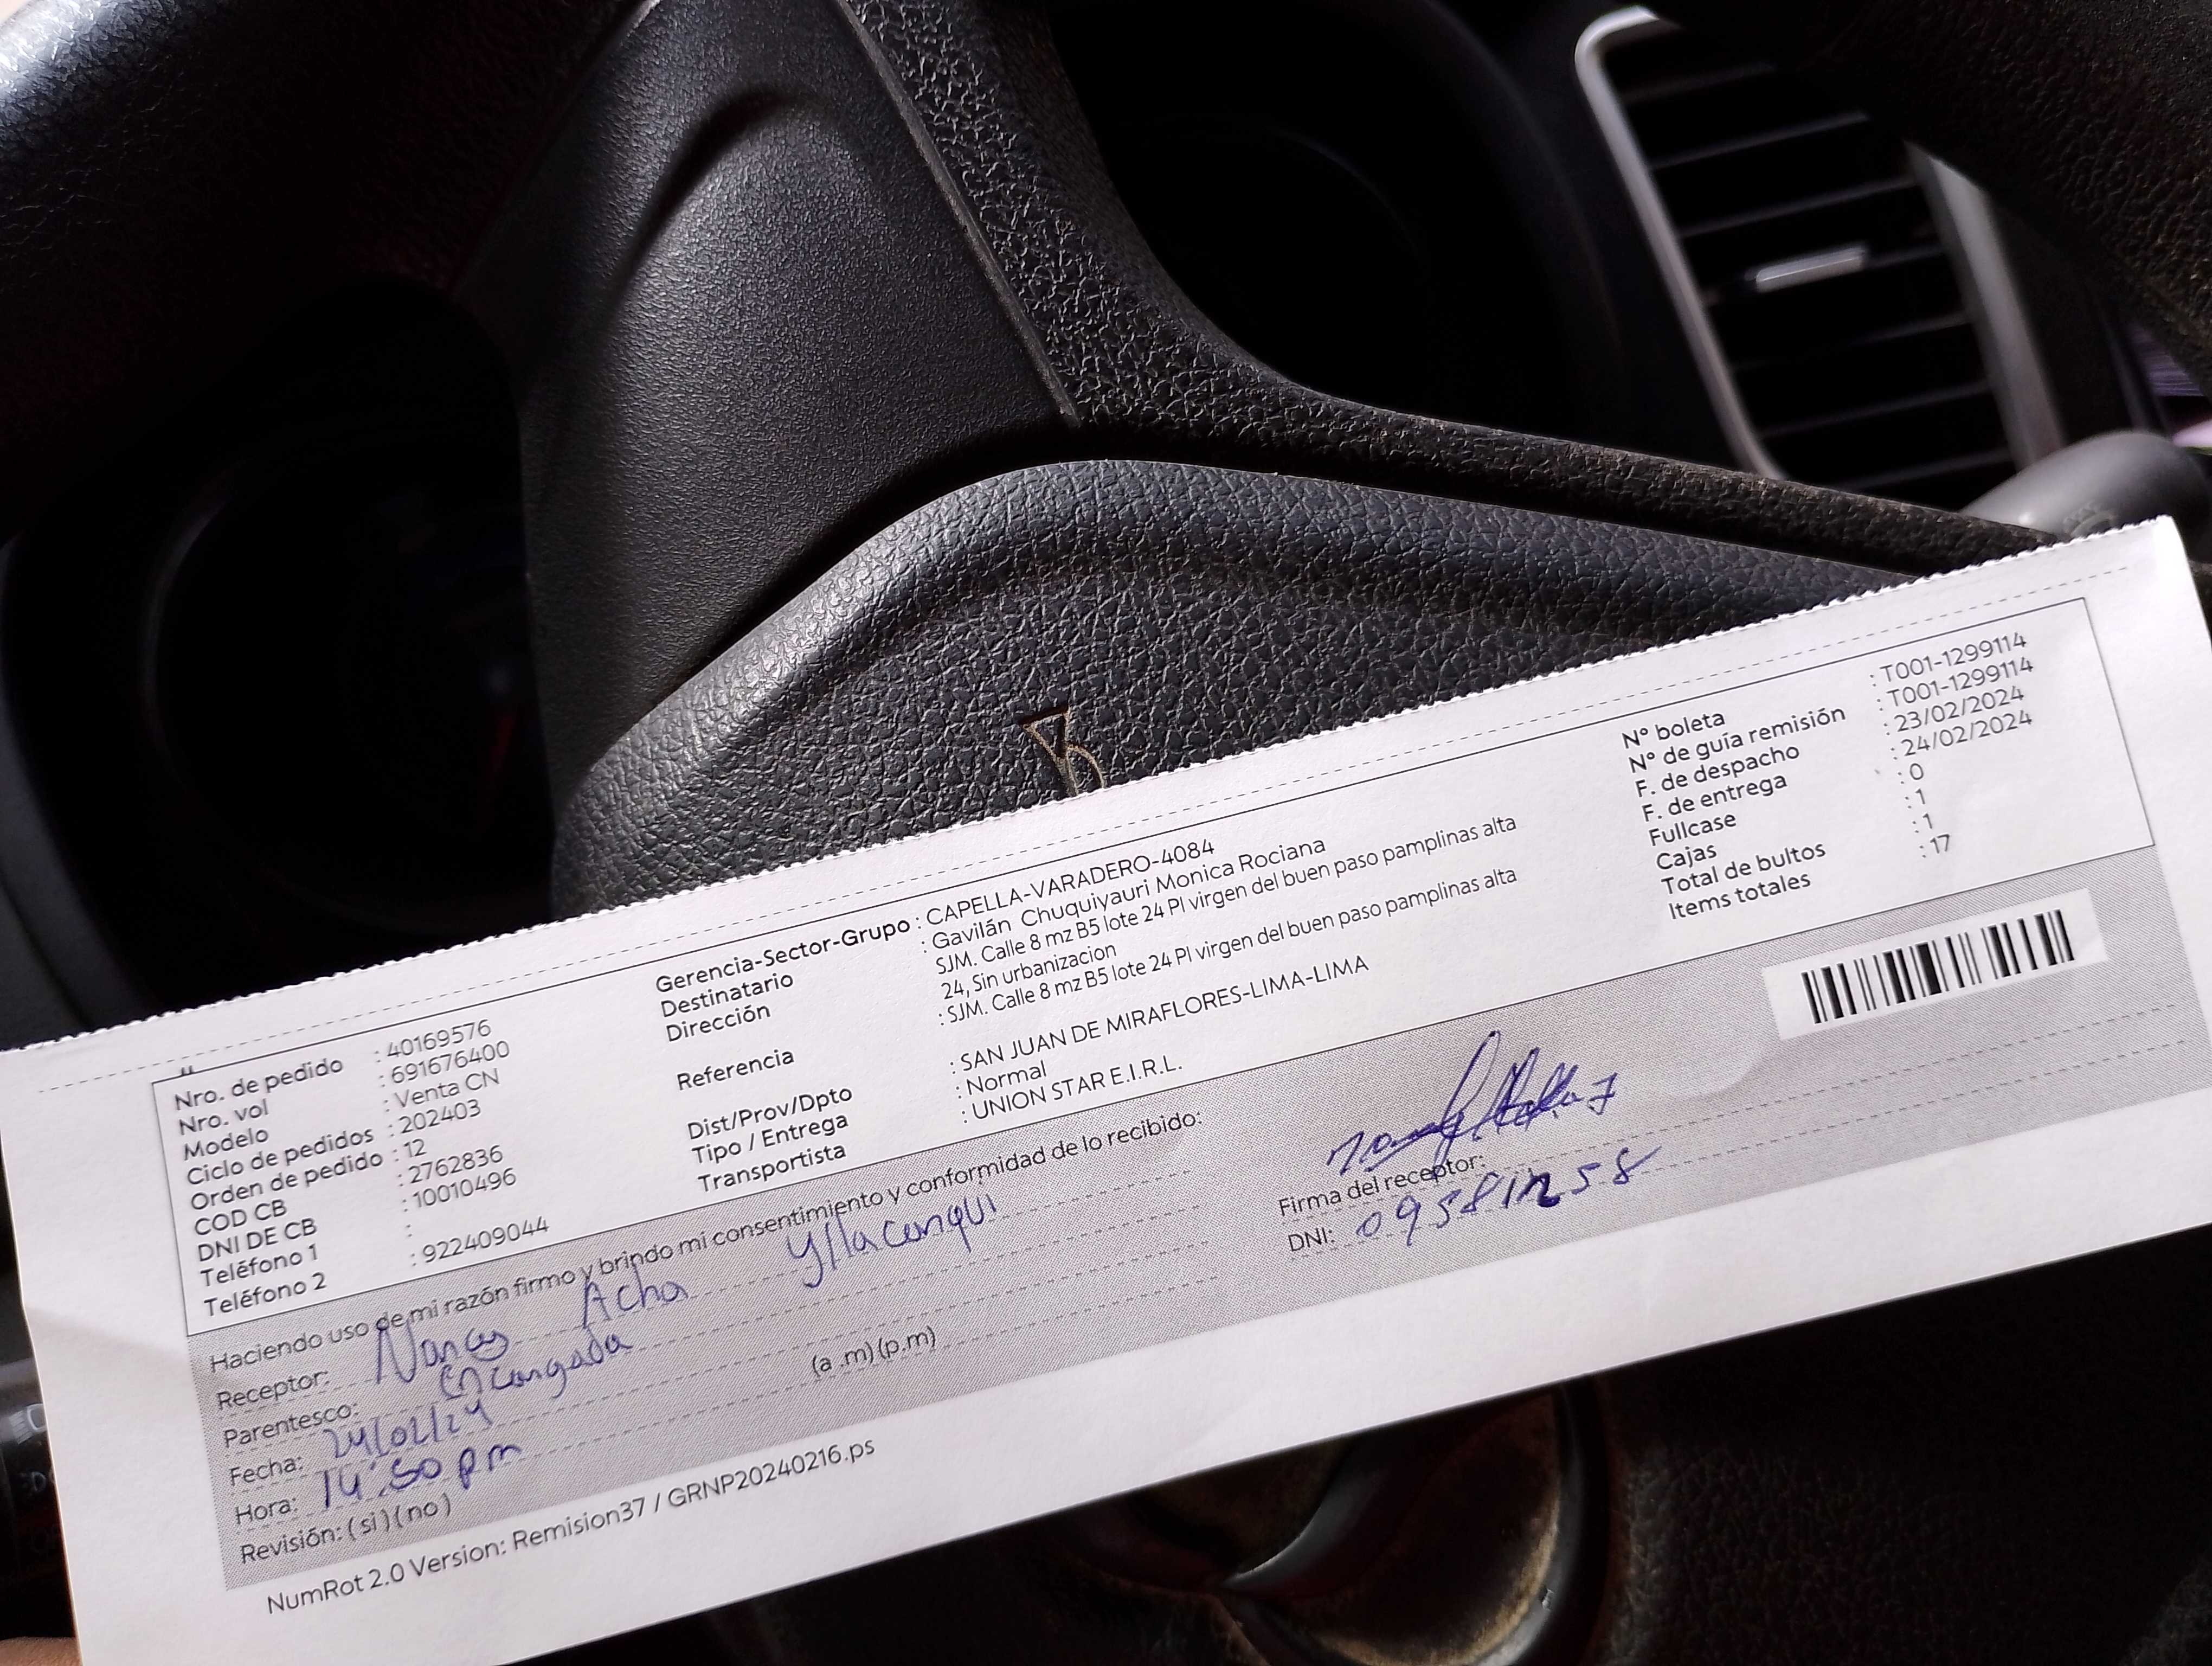 Nro. de pedido : 40169576
Nro. vol : 691676400
Modelo : Venta CN
Ciclo de pedidos : 202403
Orden de pedido : 12
COD CB : 2762836
DNI DE CB : 10010496
Teléfono 1 :
Teléfono 2 : 922409044
Gerencia-Sector-Grupo : CAPELLA-VARADERO-4084
Destinatario : Gavilán Chuquiyauri Monica Rociana
Dirección SJM. Calle 8 mz B5 lote 24 Pl virgen del buen paso pamplinas alta
24, Sin urbanizacion
Referencia : SJM. Calle 8 mz B5 lote 24 Pl virgen del buen paso pamplinas alta
Dist/Prov/Dpto : SAN JUAN DE MIRAFLORES-LIMA-LIMA
Tipo / Entrega : Normal
Transportista : UNION STAR E.I.R.L.
N° boleta : T001-1299114
N° de guía remisión : T001-1299114
F. de despacho : 23/02/2024
F. de entrega : 24/02/2024
Fullcase : 0
Cajas : 1
Total de bultos : 1
Items totales : 17
Haciendo uso de mi razón firmo y brindo mi consentimiento y conformidad de lo recibido:
Receptor: Nancy Acha Yllaconqui
Parentesco: Encargada
Fecha: 24/02/24
Hora: 14:50 pm (a .m) (p.m)
Revisión: ( si ) ( no )
Firma del receptor:
DNI:
NumRot 2.0 Version: Remision37 / GRNP20240216.ps